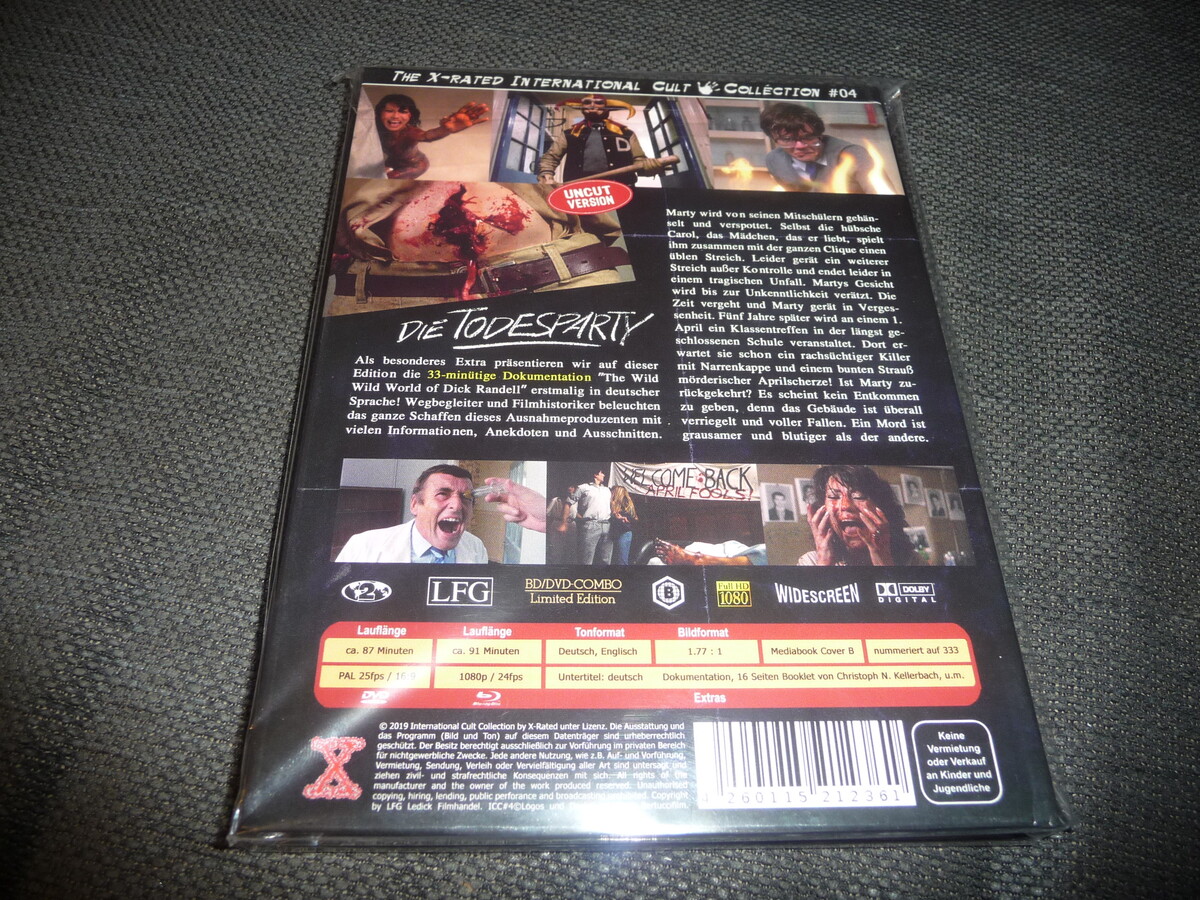 THE X-RATED INTERNATIONAL CULT COLLECTION #04
D
UNCUT
VERSION
Marty wird von seinen Mitschülern gehän-
selt und verspottet. Selbst die hübsche
Carol, das Mädchen, das er liebt, spielt
ihm zusammen mit der ganzen Clique einen
üblen Streich. Leider gerät ein weiterer
Streich außer Kontrolle und endet leider in
einem tragischen Unfall. Martys Gesicht
wird bis zur Unkenntlichkeit verätzt. Die
Zeit vergeht und Marty gerät in Verges-
senheit. Fünf Jahre später wird an einem 1.
April ein Klassentreffen in der längst ge-
schlossenen Schule veranstaltet. Dort er-
wartet sie schon ein rachsüchtiger Killer
mit Narrenkappe und einem bunten Strauß
mörderischer Aprilscherze! Ist Marty zu-
rückgekehrt? Es scheint kein Entkommen
zu geben, denn das Gebäude ist überall
verriegelt und voller Fallen. Ein Mord ist
grausamer und blutiger als der andere.
DIE TODESPARTY
Als besonderes Extra präsentieren wir auf dieser
Edition die 33-minütige Dokumentation "The Wild
Wild World of Dick Randell" erstmalig in deutscher
Sprache! Wegbegleiter und Filmhistoriker beleuchten
das ganze Schaffen dieses Ausnahmeproduzenten mit
vielen Informationen, Anekdoten und Ausschnitten.
WELCOME BACK
APRIL FOOLS!
2
LFG
BD/DVD-COMBO
Limited Edition
B
Full HD
1080
WIDESCREEN
DOLBY
DIGITAL
Lauflänge Lauflänge Tonformat Bildformat
ca. 87 Minuten ca. 91 Minuten Deutsch, Englisch 1.77 : 1 Mediabook Cover B nummeriert auf 333
PAL 25fps / 16:9 1080p / 24fps Untertitel: deutsch Dokumentation, 16 Seiten Booklet von Christoph N. Kellerbach, u.m.
DVD Blu-ray Disc Extras
X
© 2019 International Cult Collection by X-Rated unter Lizenz. Die Ausstattung und
das Programm (Bild und Ton) auf diesem Datenträger sind urheberrechtlich
geschützt. Der Besitz berechtigt ausschließlich zur Vorführung im privaten Bereich
für nichtgewerbliche Zwecke. Jede andere Nutzung, wie z.B. Auf- und Vorführung,
Vermietung, Sendung, Verleih oder Vervielfältigung aller Art sind untersagt und
ziehen zivil- und strafrechtliche Konsequenzen mit sich. All rights of the
manufacturer and the owner of the work produced reserved. Unauthorised
copying, hiring, lending, public perforance and broadcasting prohibited. Copyright
by LFG Ledick Filmhandel. ICC#4©Logos und
4 260115 212361
Keine
Vermietung
oder Verkauf
an Kinder und
Jugendliche